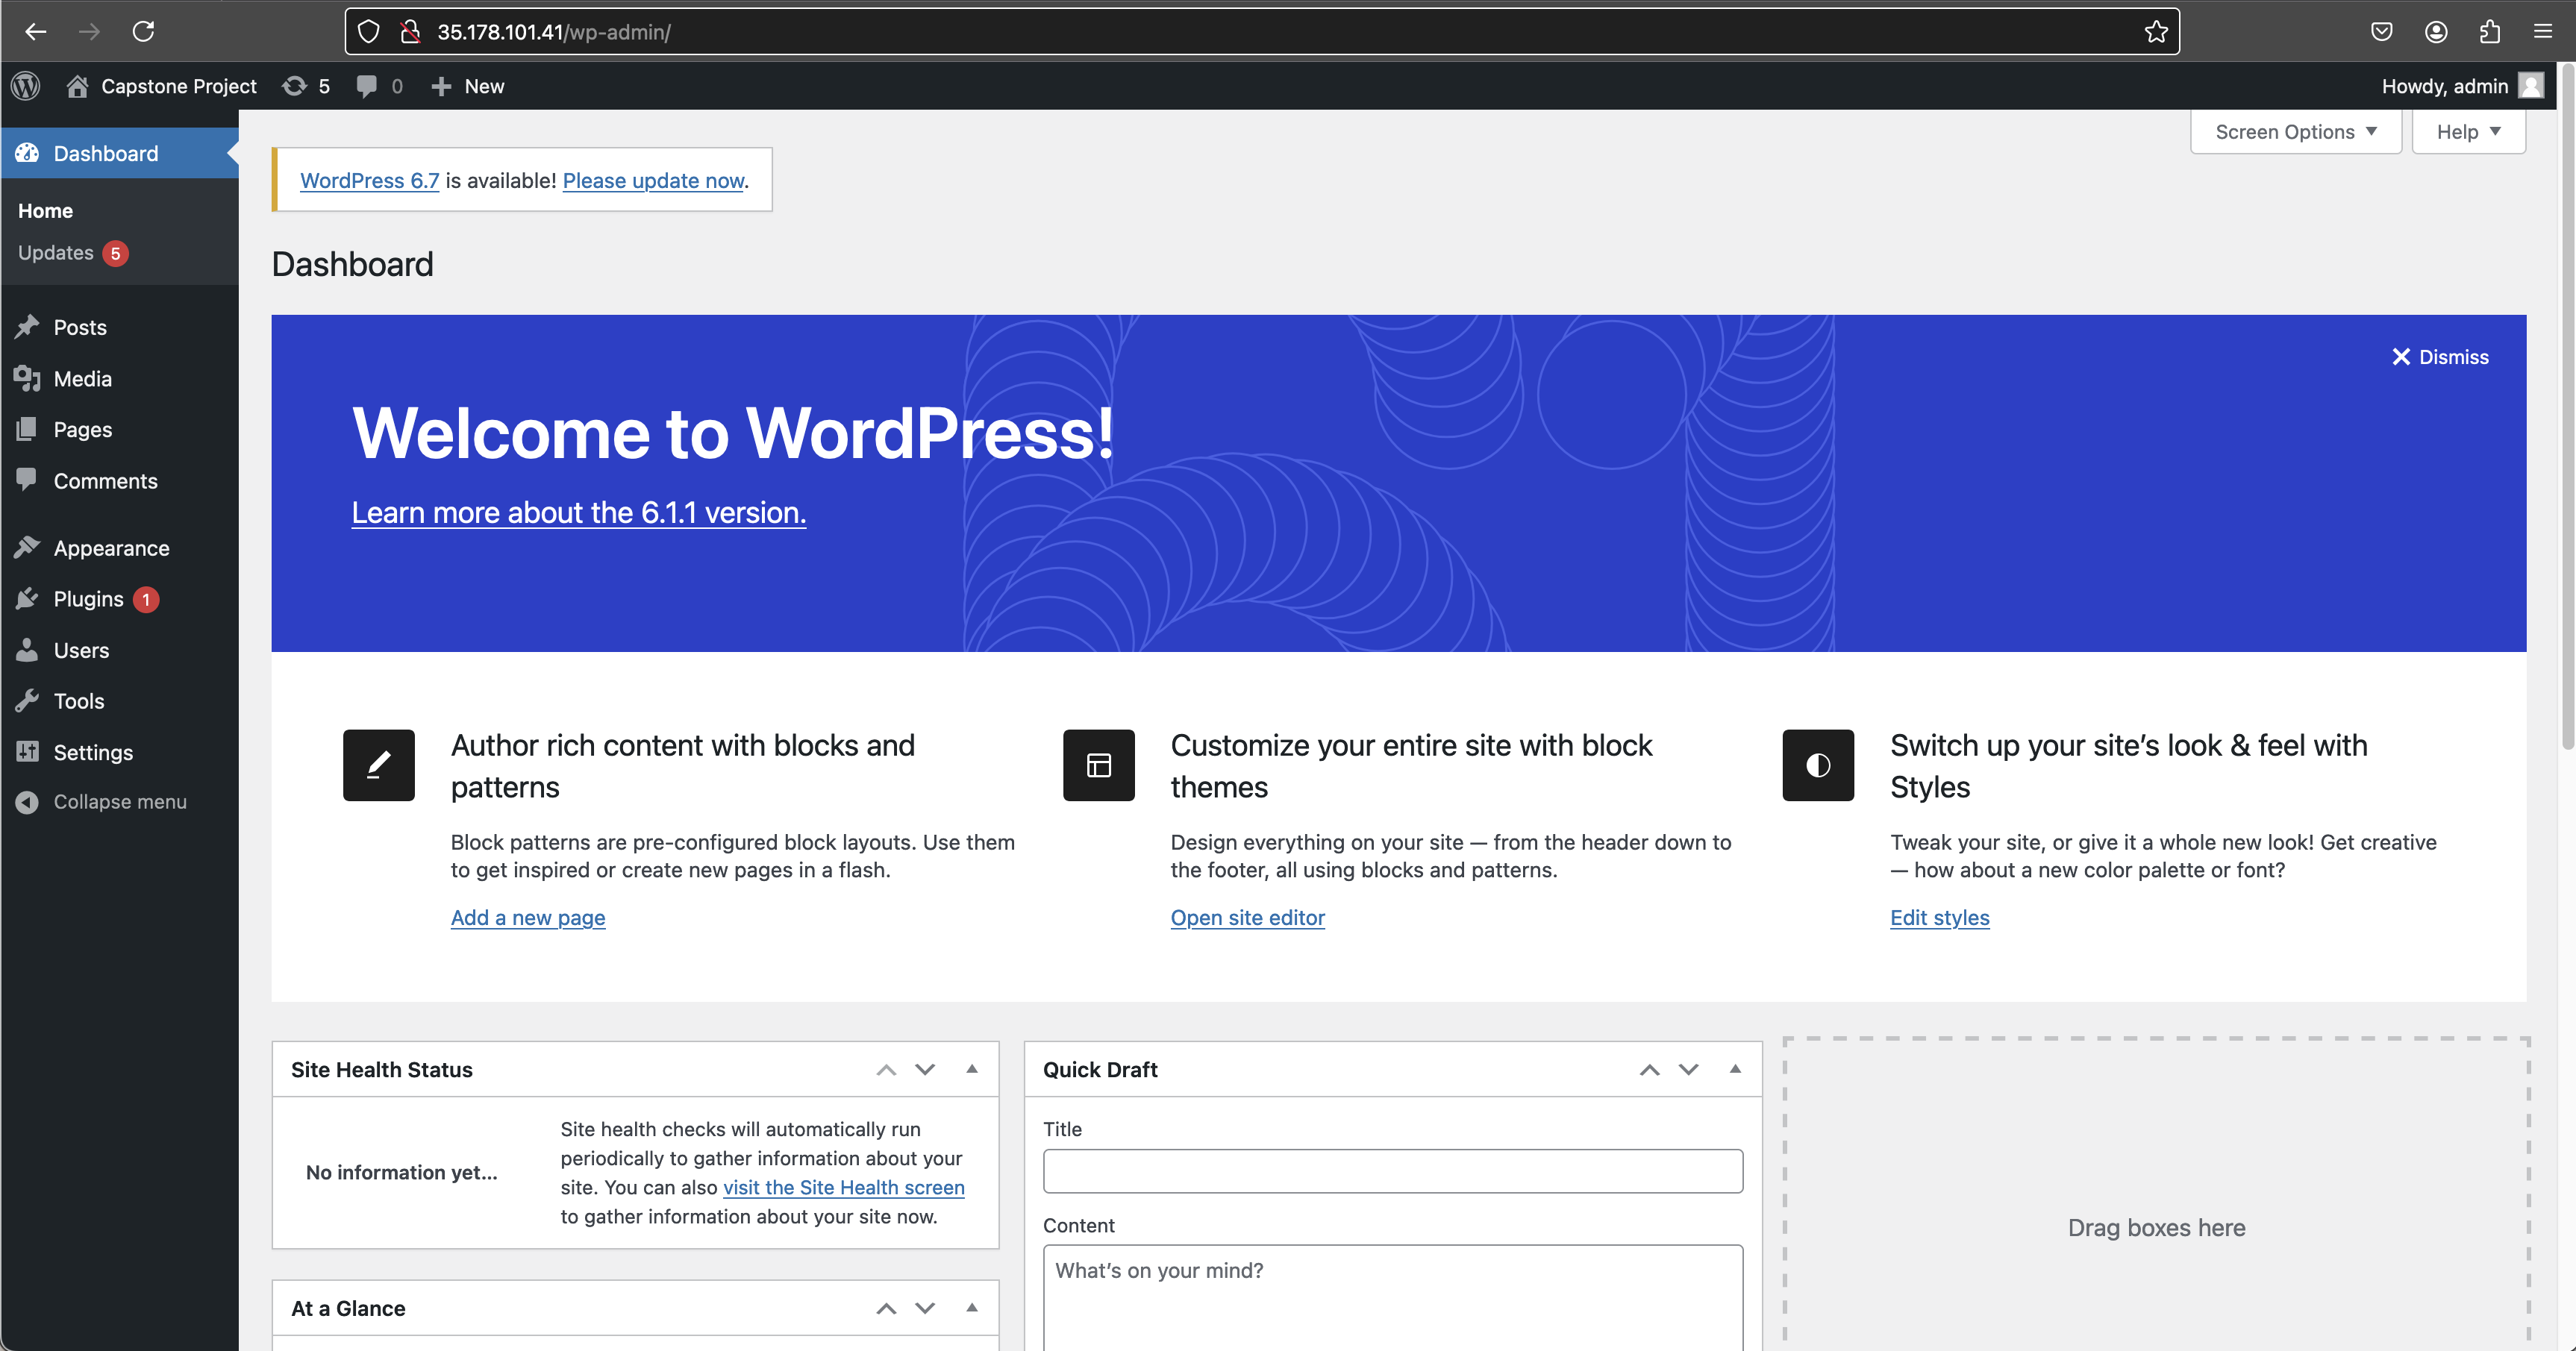 35.178.101.41/wp-admin/
Capstone Project
5
0
New
Howdy, admin
Dashboard
Home
Updates 5
Posts
Media
Pages
Comments
Appearance
Plugins 1
Users
Tools
Settings
Collapse menu
Screen Options
Help
WordPress 6.7 is available! Please update now.
Dashboard
Dismiss
Welcome to WordPress!
Learn more about the 6.1.1 version.
Author rich content with blocks and
patterns
Block patterns are pre-configured block layouts. Use them
to get inspired or create new pages in a flash.
Add a new page
Customize your entire site with block
themes
Design everything on your site — from the header down to
the footer, all using blocks and patterns.
Open site editor
Switch up your site’s look & feel with
Styles
Tweak your site, or give it a whole new look! Get creative
— how about a new color palette or font?
Edit styles
Site Health Status
No information yet…
Site health checks will automatically run
periodically to gather information about your
site. You can also visit the Site Health screen
to gather information about your site now.
At a Glance
Quick Draft
Title
Content
What’s on your mind?
Drag boxes here